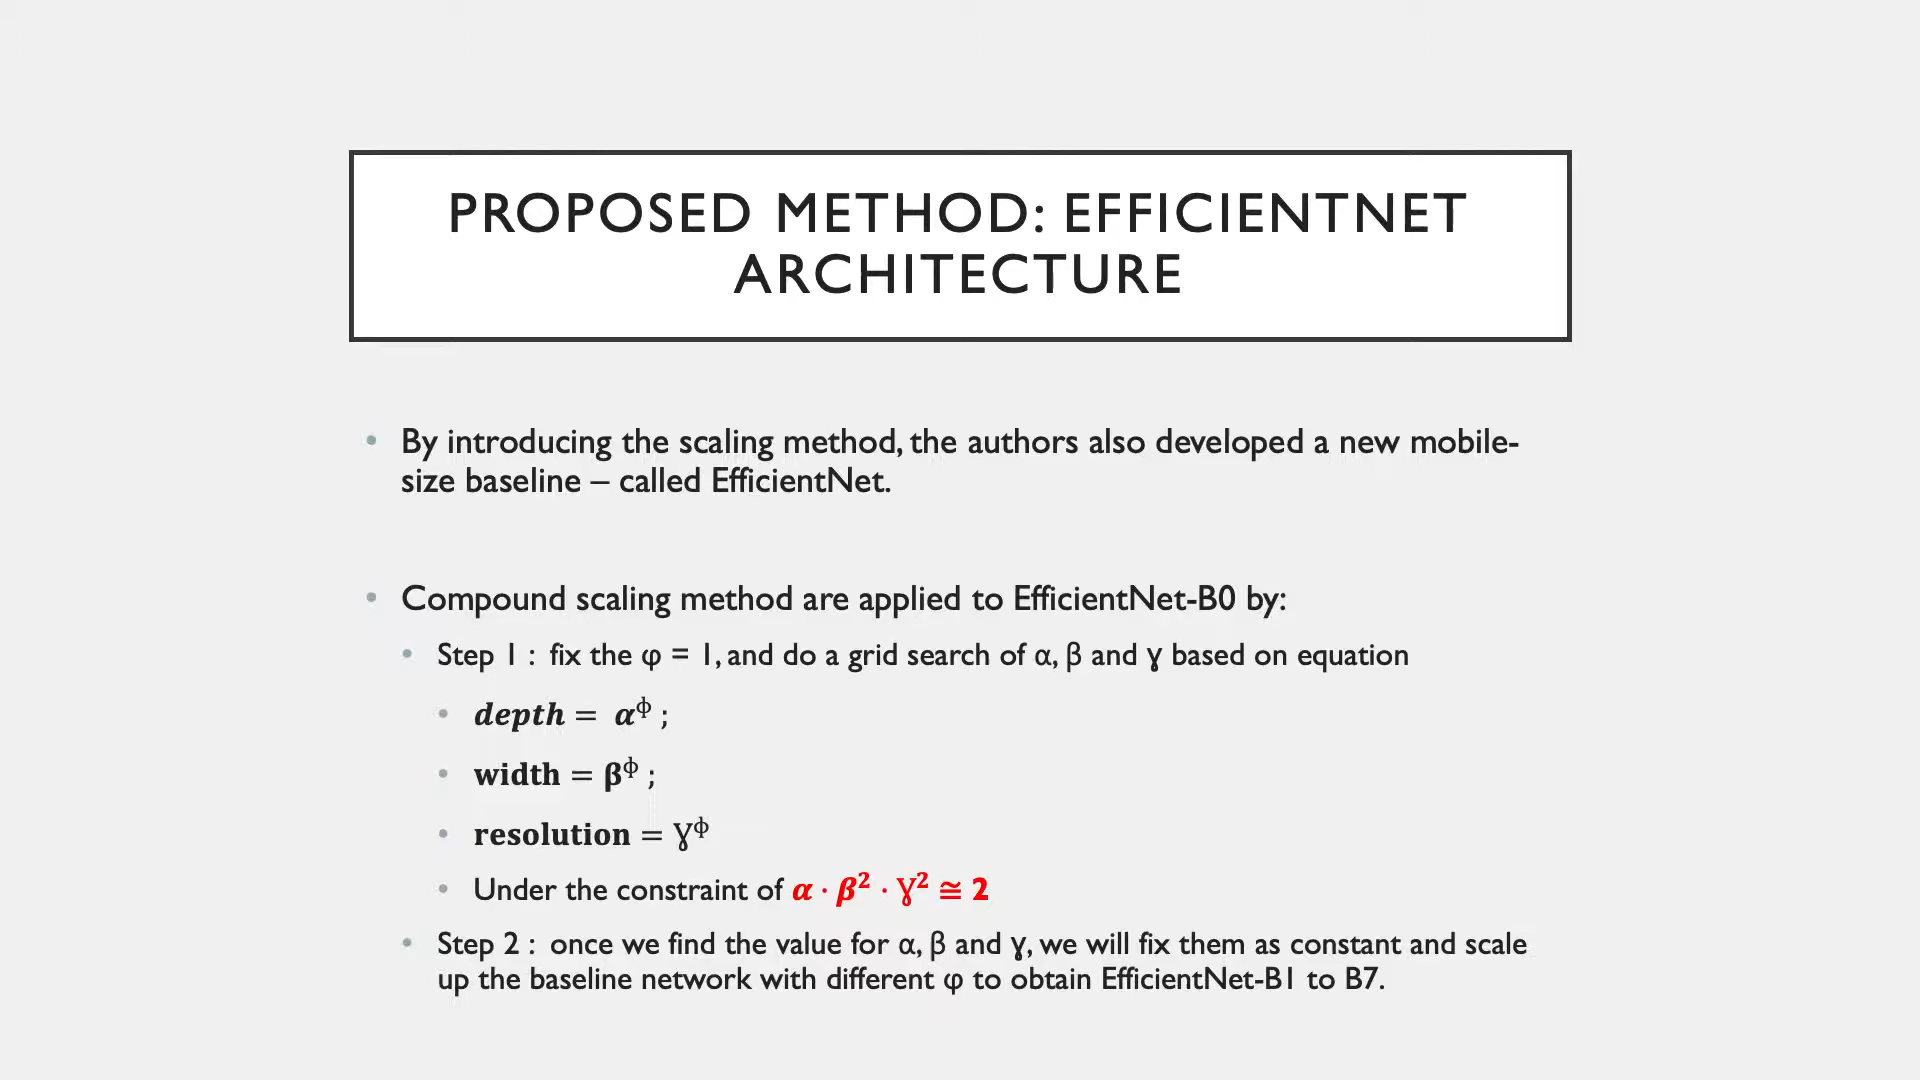 PROPOSED METHOD: EFFICIENTNET
ARCHITECTURE
• By introducing the scaling method, the authors also developed a new mobile-
size baseline – called EfficientNet.
• Compound scaling method are applied to EfficientNet-B0 by:
• Step 1 : fix the φ = 1, and do a grid search of α, β and ɣ based on equation
• depth = α^ϕ ;
• width = β^ϕ ;
• resolution = Ɣ^ϕ
• Under the constraint of α · β² · Ɣ² ≅ 2
• Step 2 : once we find the value for α, β and ɣ, we will fix them as constant and scale
up the baseline network with different φ to obtain EfficientNet-B1 to B7.